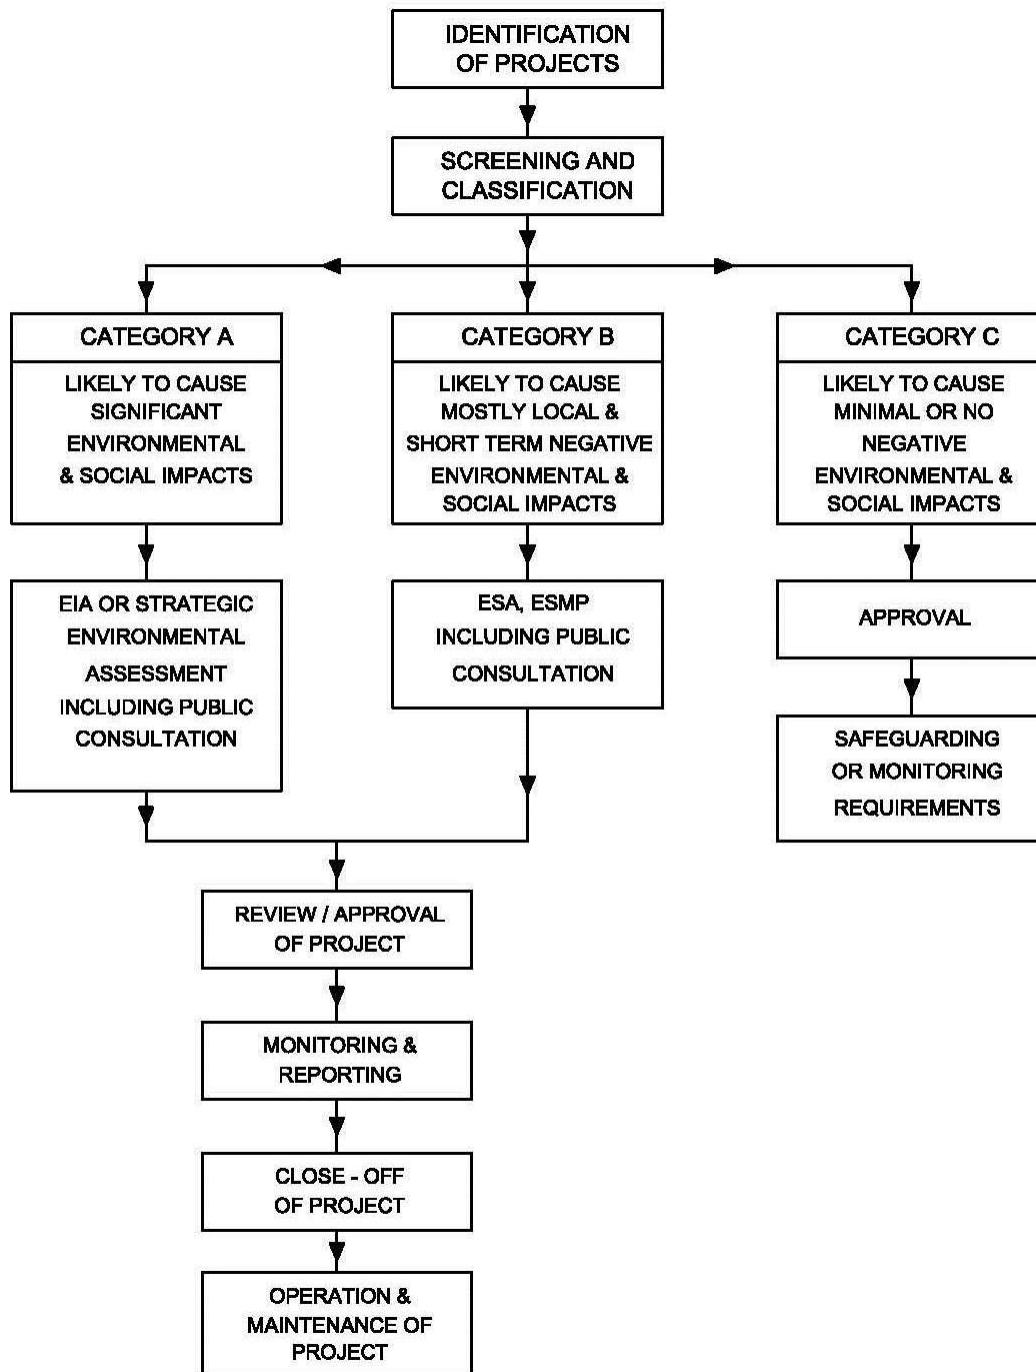 IDENTIFICATION
OF PROJECTS
SCREENING AND
CLASSIFICATION
CATEGORY A
LIKELY TO CAUSE
SIGNIFICANT
ENVIRONMENTAL
& SOCIAL IMPACTS
CATEGORY B
LIKELY TO CAUSE
MOSTLY LOCAL &
SHORT TERM NEGATIVE
ENVIRONMENTAL &
SOCIAL IMPACTS
CATEGORY C
LIKELY TO CAUSE
MINIMAL OR NO
NEGATIVE
ENVIRONMENTAL &
SOCIAL IMPACTS
EIA OR STRATEGIC
ENVIRONMENTAL
ASSESSMENT
INCLUDING PUBLIC
CONSULTATION
ESA, ESMP
INCLUDING PUBLIC
CONSULTATION
APPROVAL
SAFEGUARDING
OR MONITORING
REQUIREMENTS
REVIEW / APPROVAL
OF PROJECT
MONITORING &
REPORTING
CLOSE - OFF
OF PROJECT
OPERATION &
MAINTENANCE OF
PROJECT